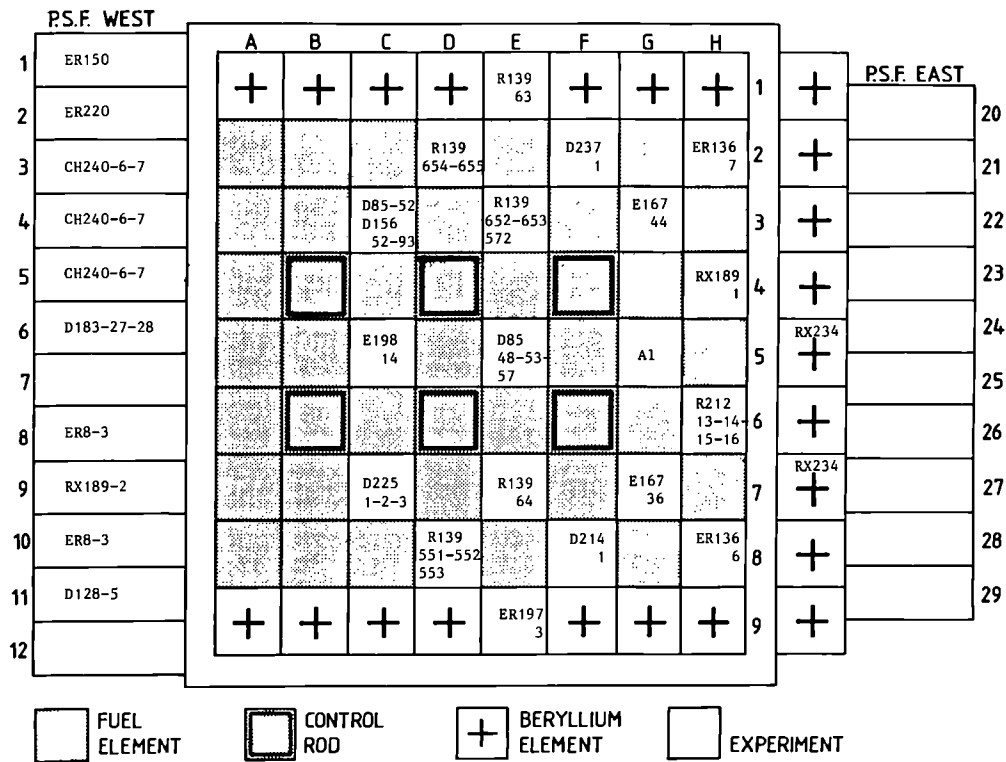 P.S.F. WEST
1 ER150
2 ER220
3 CH240-6-7
4 CH240-6-7
5 CH240-6-7
6 D183-27-28
7
8 ER8-3
9 RX189-2
10 ER8-3
11 D128-5
12
A B C D E F G H
R139
63
1
R139
654-655
D237
1
ER136
7
2
D85-52
D156
52-93
R139
652-653
572
E167
44
3
RX189
1
4
E198
14
D85
48-53-
57
A1
5
RX234
R212
13-14-
15-16
6
D225
1-2-3
R139
64
E167
36
7
RX234
R139
551-552
553
D214
1
ER136
6
8
ER197
3
9
P.S.F. EAST
20
21
22
23
24
25
26
27
28
29
FUEL
ELEMENT
CONTROL
ROD
BERYLLIUM
ELEMENT
EXPERIMENT